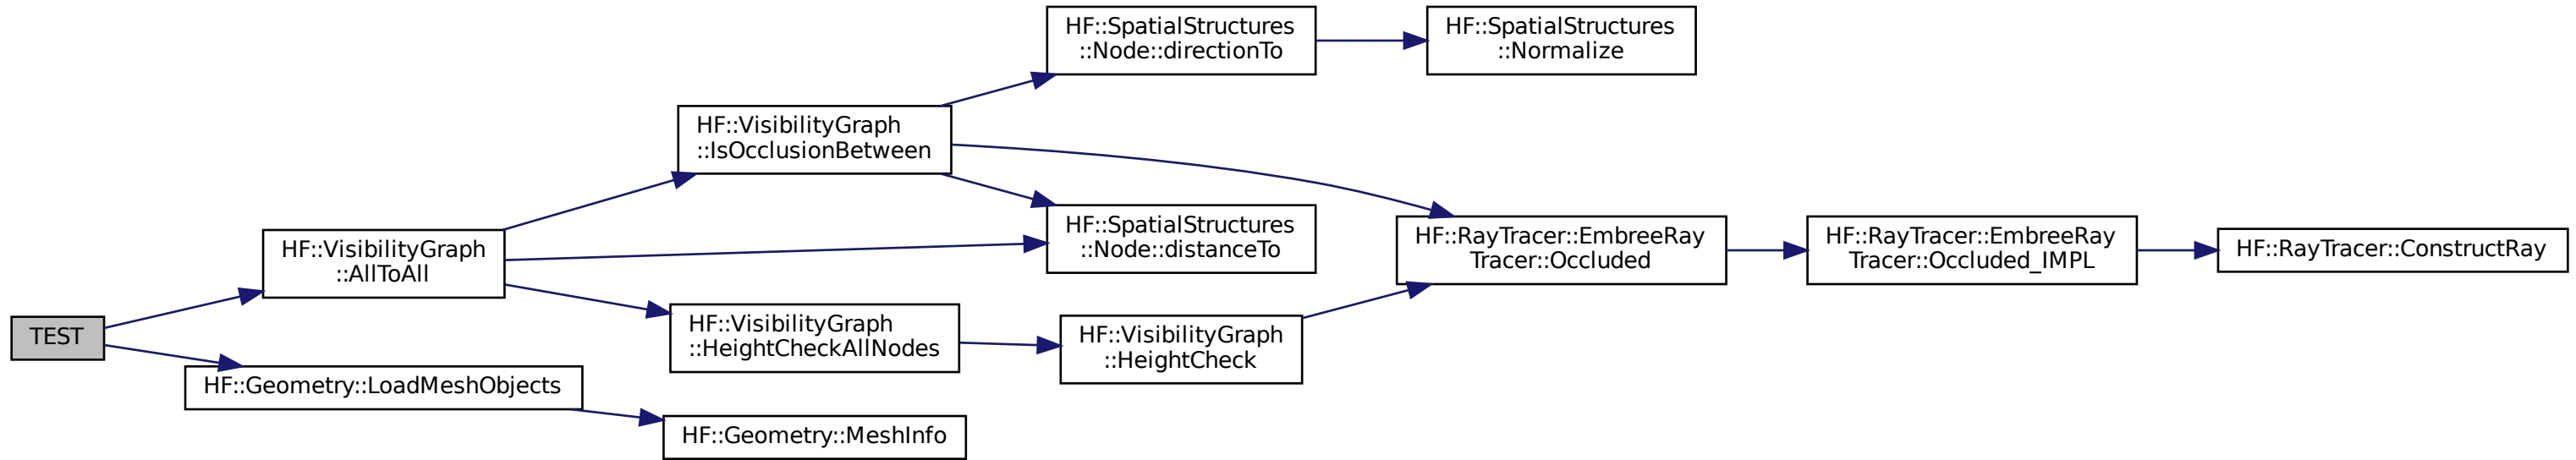 TEST
HF::VisibilityGraph
::AllToAll
HF::Geometry::LoadMeshObjects
HF::VisibilityGraph
::IsOcclusionBetween
HF::VisibilityGraph
::HeightCheckAllNodes
HF::Geometry::MeshInfo
HF::SpatialStructures
::Node::directionTo
HF::SpatialStructures
::Node::distanceTo
HF::VisibilityGraph
::HeightCheck
HF::SpatialStructures
::Normalize
HF::RayTracer::EmbreeRay
Tracer::Occluded
HF::RayTracer::EmbreeRay
Tracer::Occluded_IMPL
HF::RayTracer::ConstructRay